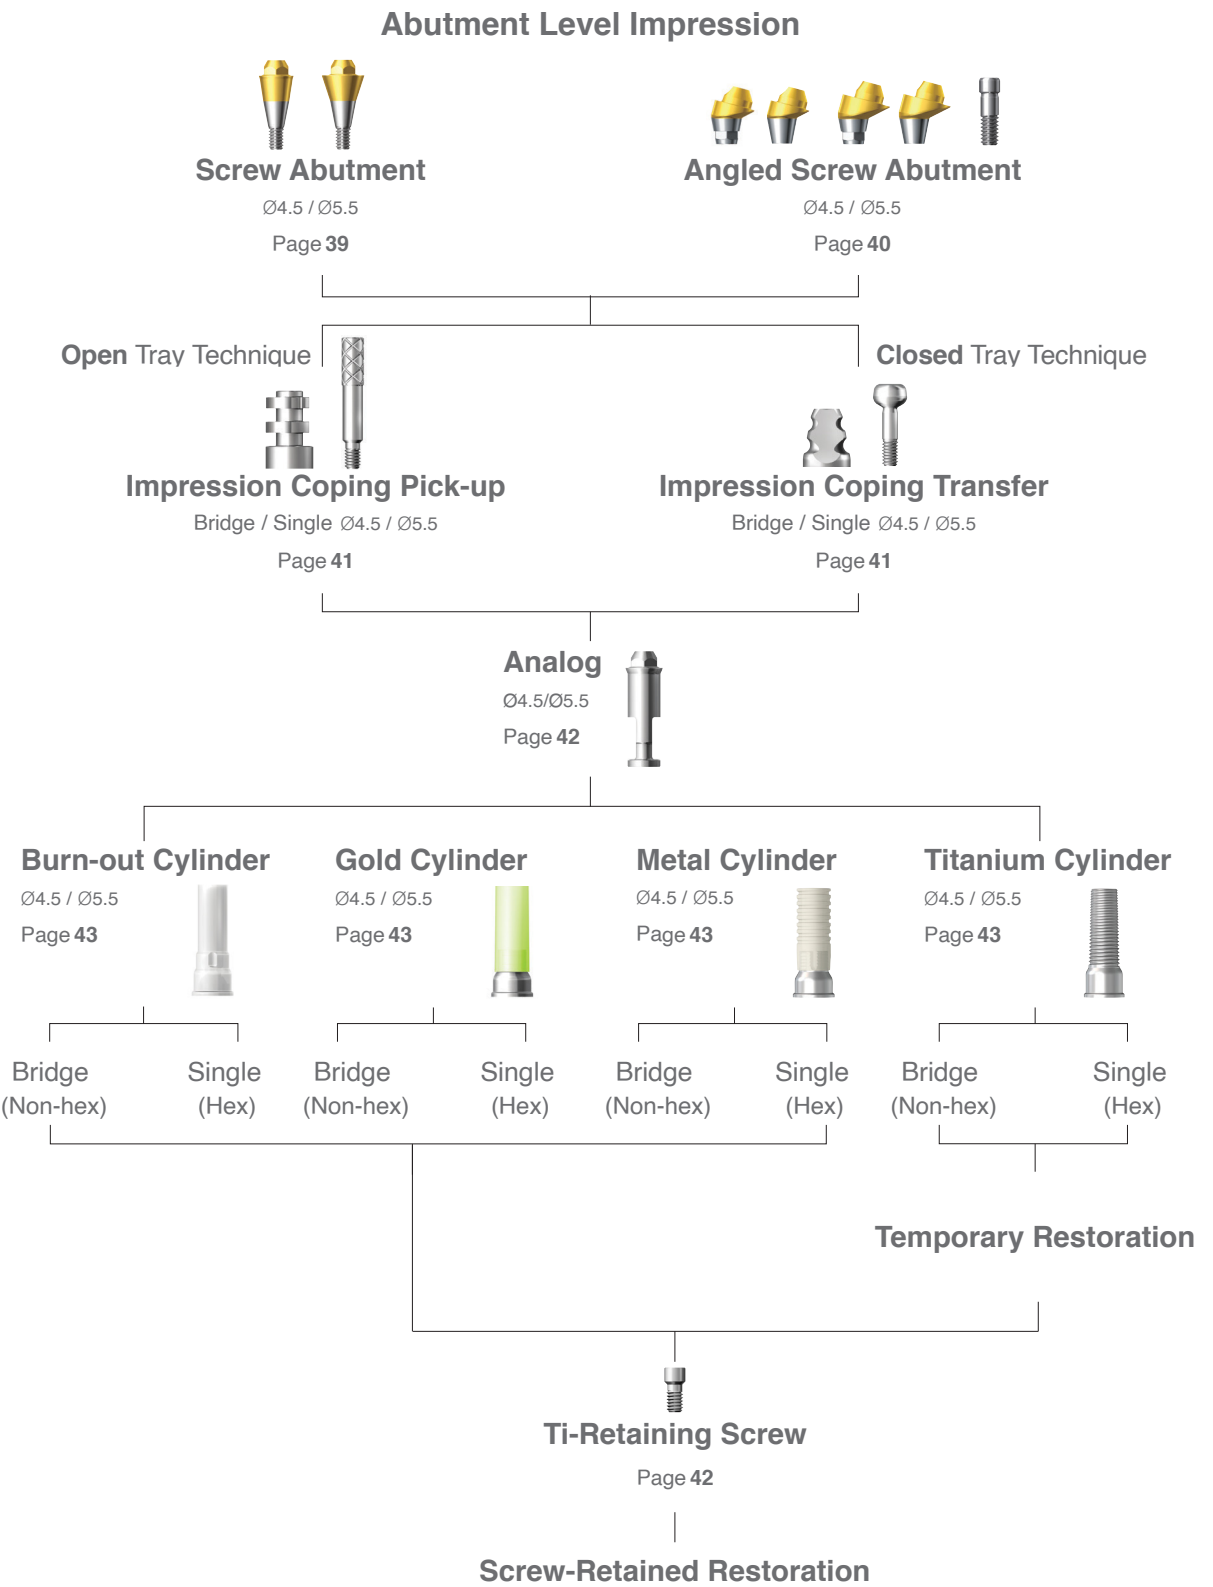 Abutment Level Impression
Screw Abutment
Ø4.5 / Ø5.5
Page 39
Angled Screw Abutment
Ø4.5 / Ø5.5
Page 40
Open Tray Technique
Closed Tray Technique
Impression Coping Pick-up
Bridge / Single Ø4.5 / Ø5.5
Page 41
Impression Coping Transfer
Bridge / Single Ø4.5 / Ø5.5
Page 41
Analog
Ø4.5/Ø5.5
Page 42
Burn-out Cylinder
Ø4.5 / Ø5.5
Page 43
Gold Cylinder
Ø4.5 / Ø5.5
Page 43
Metal Cylinder
Ø4.5 / Ø5.5
Page 43
Titanium Cylinder
Ø4.5 / Ø5.5
Page 43
Bridge
(Non-hex)
Single
(Hex)
Bridge
(Non-hex)
Single
(Hex)
Bridge
(Non-hex)
Single
(Hex)
Bridge
(Non-hex)
Single
(Hex)
Temporary Restoration
Ti-Retaining Screw
Page 42
Screw-Retained Restoration